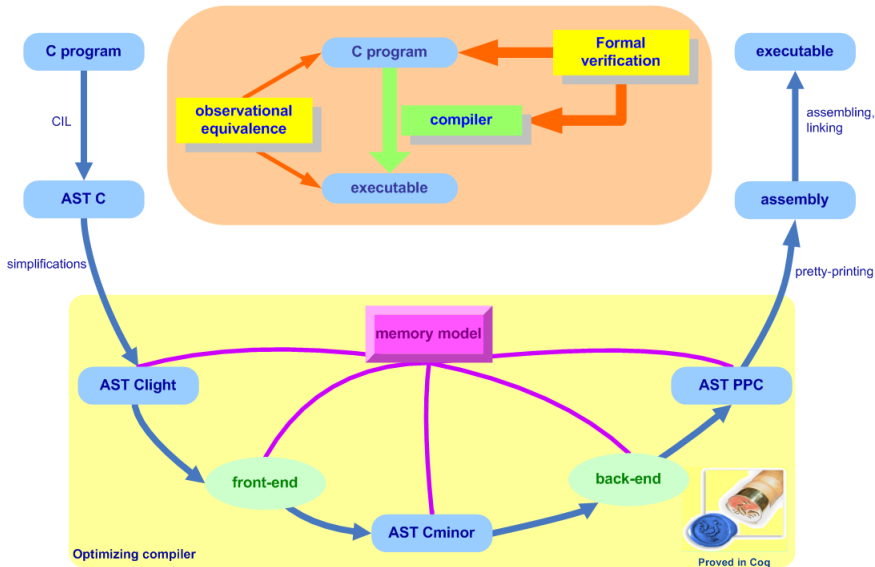 C program
C program
Formal
verification
executable
CIL
observational
equivalence
compiler
assembling,
linking
executable
AST C
assembly
simplifications
pretty-printing
memory model
AST Clight
AST PPC
front-end
back-end
AST Cminor
Optimizing compiler
Proved in Coq